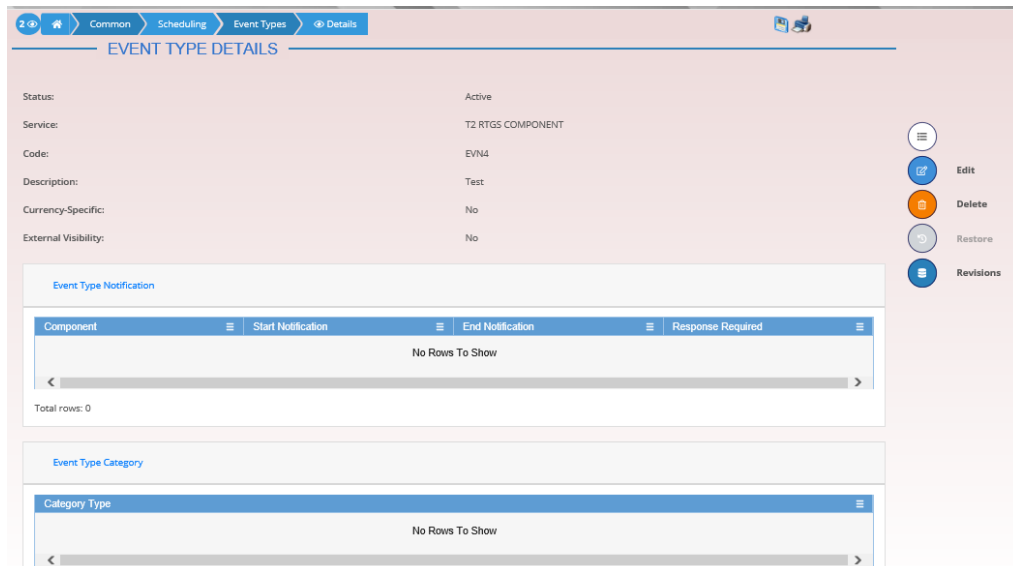 2 Common Scheduling Event Types Details
EVENT TYPE DETAILS
Status: Active
Service: T2 RTGS COMPONENT
Code: EVN4
Description: Test
Currency-Specific: No
External Visibility: No
Edit
Delete
Restore
Revisions
Event Type Notification
Component Start Notification End Notification Response Required
No Rows To Show
Total rows: 0
Event Type Category
Category Type
No Rows To Show